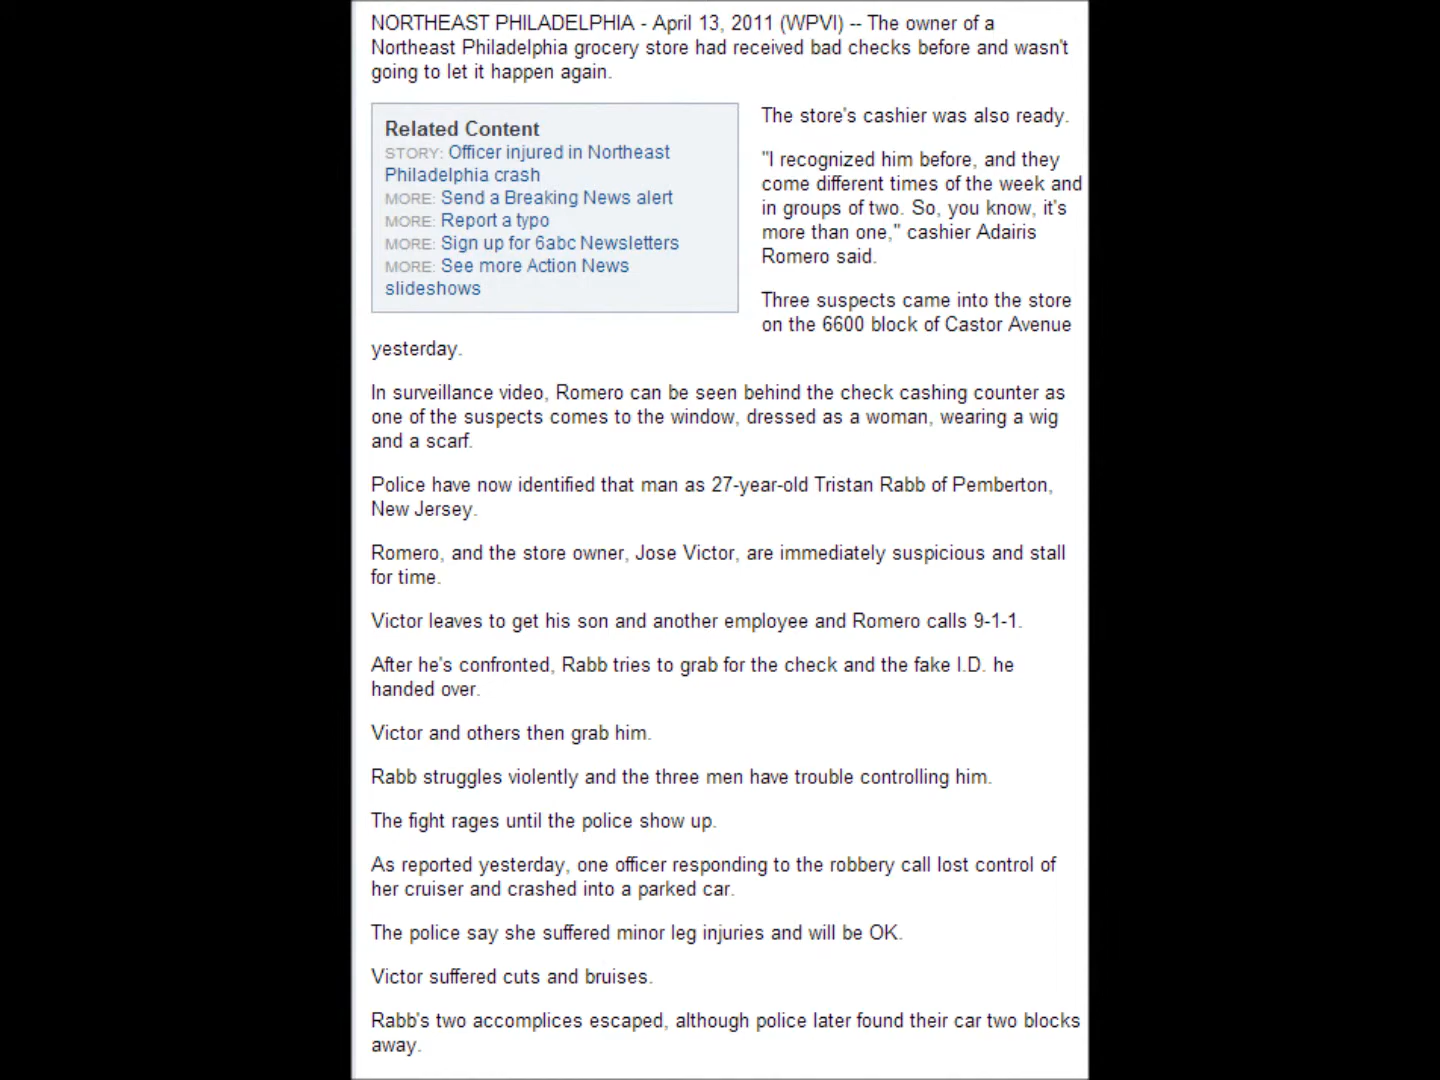 NORTHEAST PHILADELPHIA - April 13, 2011 (WPVI) -- The owner of a
Northeast Philadelphia grocery store had received bad checks before and wasn't
going to let it happen again.
Related Content
STORY: Officer injured in Northeast
Philadelphia crash
MORE: Send a Breaking News alert
MORE: Report a typo
MORE: Sign up for 6abc Newsletters
MORE: See more Action News
slideshows
The store's cashier was also ready.
"I recognized him before, and they
come different times of the week and
in groups of two. So, you know, it's
more than one," cashier Adairis
Romero said.
Three suspects came into the store
on the 6600 block of Castor Avenue
yesterday.
In surveillance video, Romero can be seen behind the check cashing counter as
one of the suspects comes to the window, dressed as a woman, wearing a wig
and a scarf.
Police have now identified that man as 27-year-old Tristan Rabb of Pemberton,
New Jersey.
Romero, and the store owner, Jose Victor, are immediately suspicious and stall
for time.
Victor leaves to get his son and another employee and Romero calls 9-1-1.
After he's confronted, Rabb tries to grab for the check and the fake I.D. he
handed over.
Victor and others then grab him.
Rabb struggles violently and the three men have trouble controlling him.
The fight rages until the police show up.
As reported yesterday, one officer responding to the robbery call lost control of
her cruiser and crashed into a parked car.
The police say she suffered minor leg injuries and will be OK.
Victor suffered cuts and bruises.
Rabb's two accomplices escaped, although police later found their car two blocks
away.